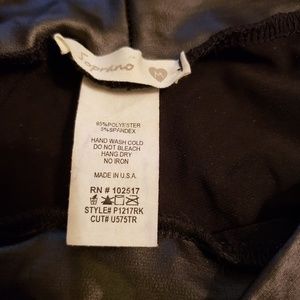 Soprano
95%POLYESTER
5%SPANDEX
HAND WASH COLD
DO NOT BLEACH
HANG DRY
NO IRON
MADE IN U.S.A.
RN # 102517
STYLE# P1217RK
CUT# U575TR